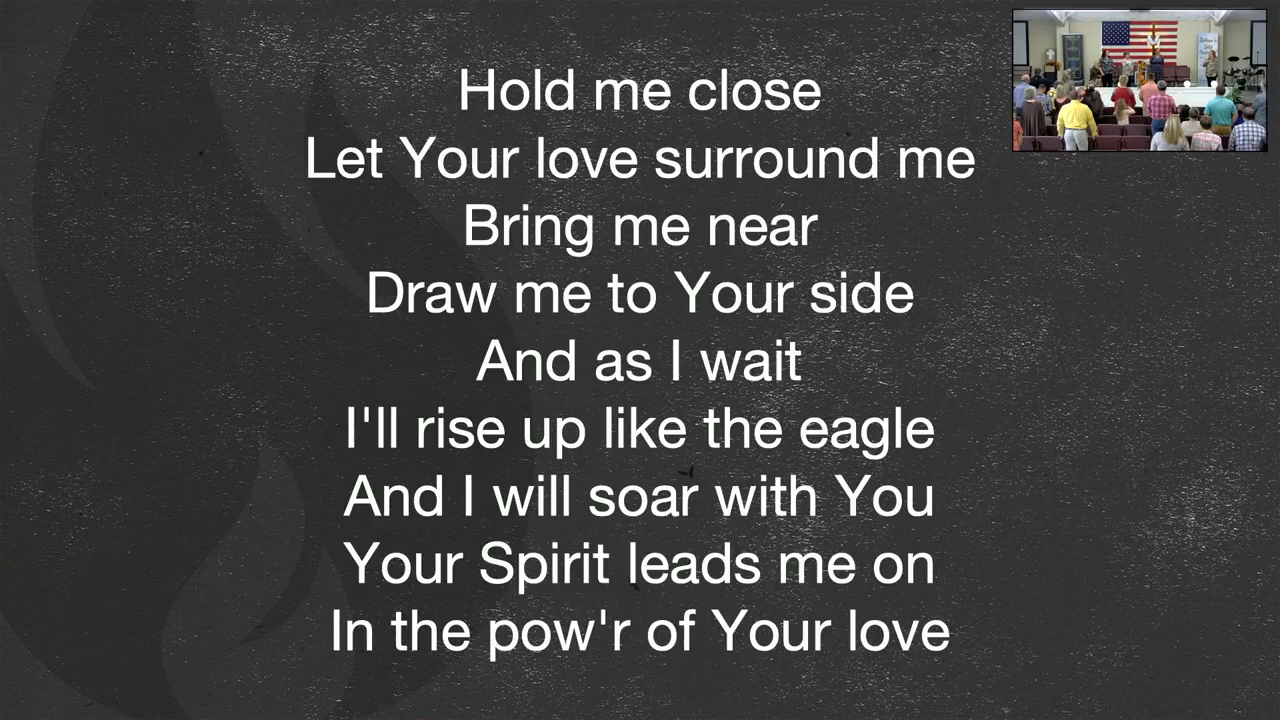 Hold me close
Let Your love surround me
Bring me near
Draw me to Your side
And as I wait
I'll rise up like the eagle
And I will soar with You
Your Spirit leads me on
In the pow'r of Your love